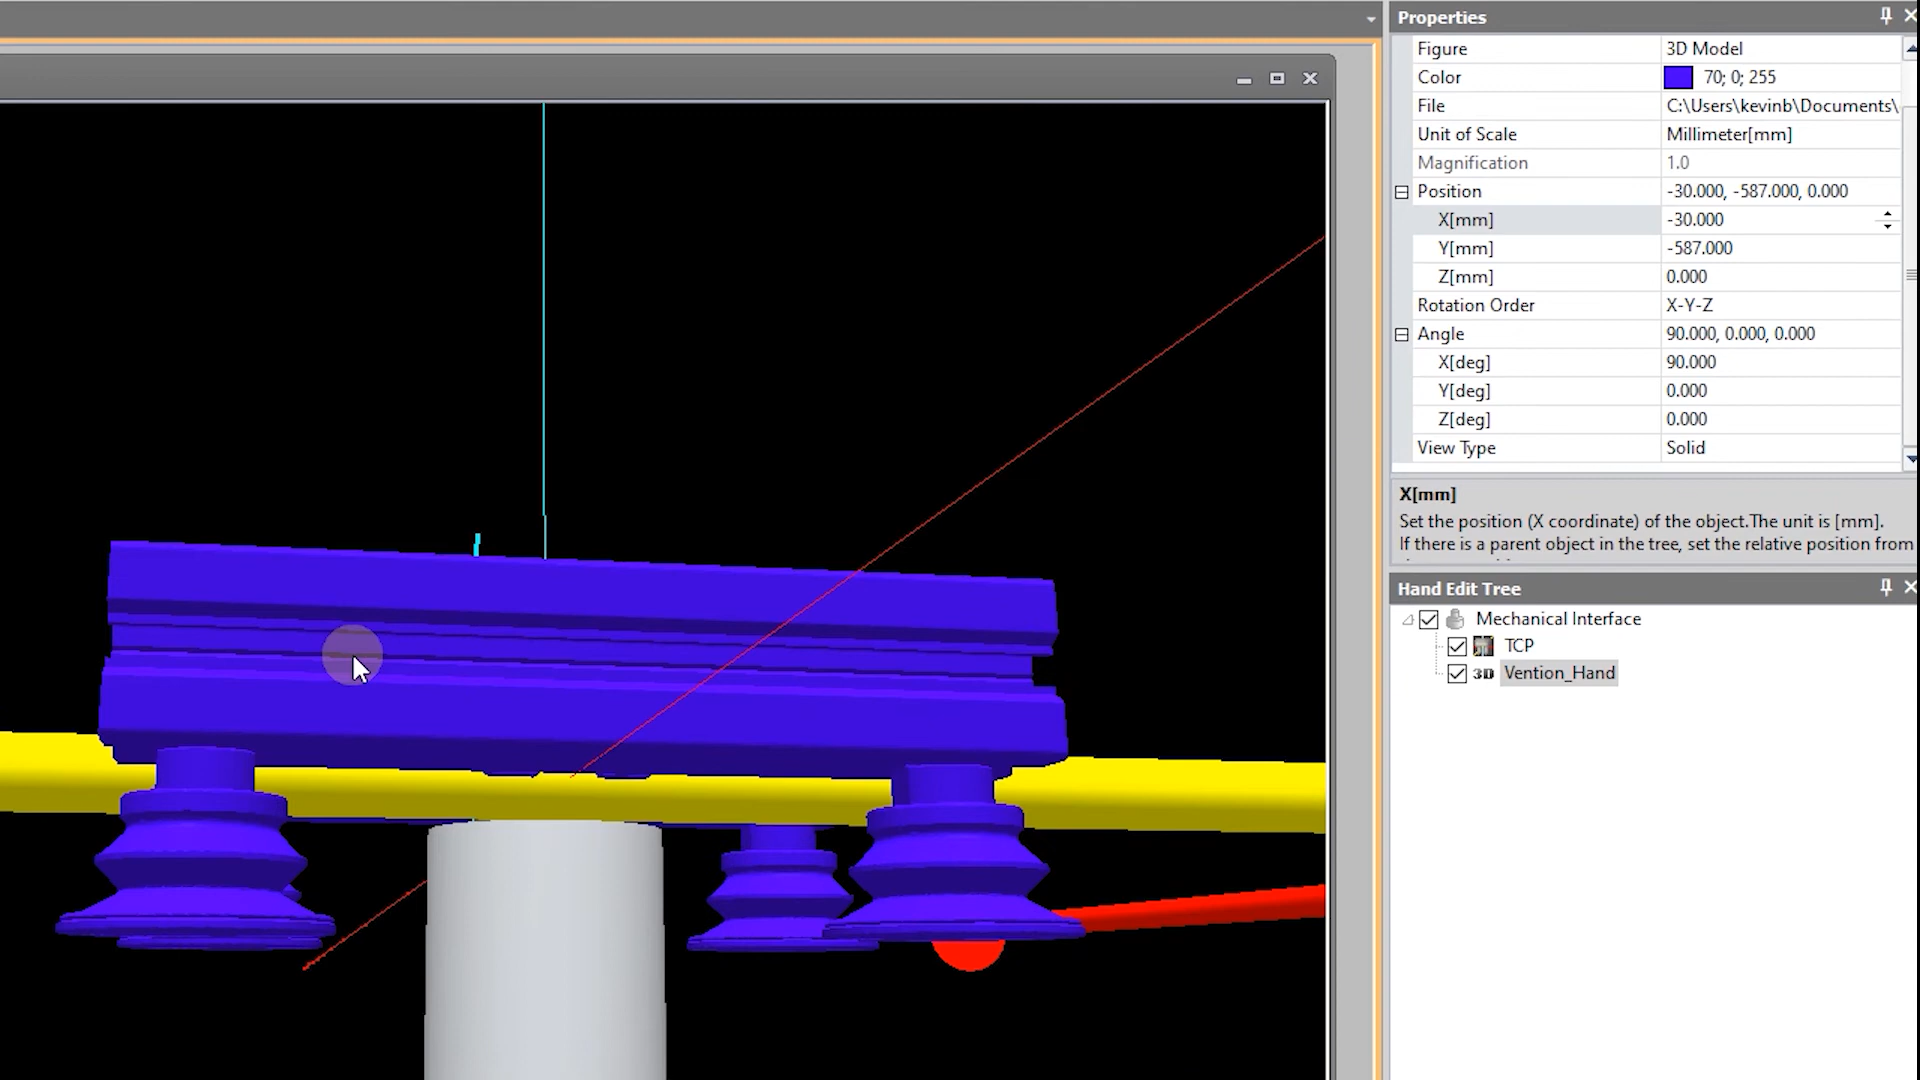 Properties
Figure 3D Model
Color 70; 0; 255
File C:\Users\kevinb\Documents\
Unit of Scale Millimeter[mm]
Magnification 1.0
Position -30.000, -587.000, 0.000
X[mm] -30.000
Y[mm] -587.000
Z[mm] 0.000
Rotation Order X-Y-Z
Angle 90.000, 0.000, 0.000
X[deg] 90.000
Y[deg] 0.000
Z[deg] 0.000
View Type Solid
X[mm]
Set the position (X coordinate) of the object.The unit is [mm].
If there is a parent object in the tree, set the relative position from
Hand Edit Tree
Mechanical Interface
TCP
3D Vention_Hand